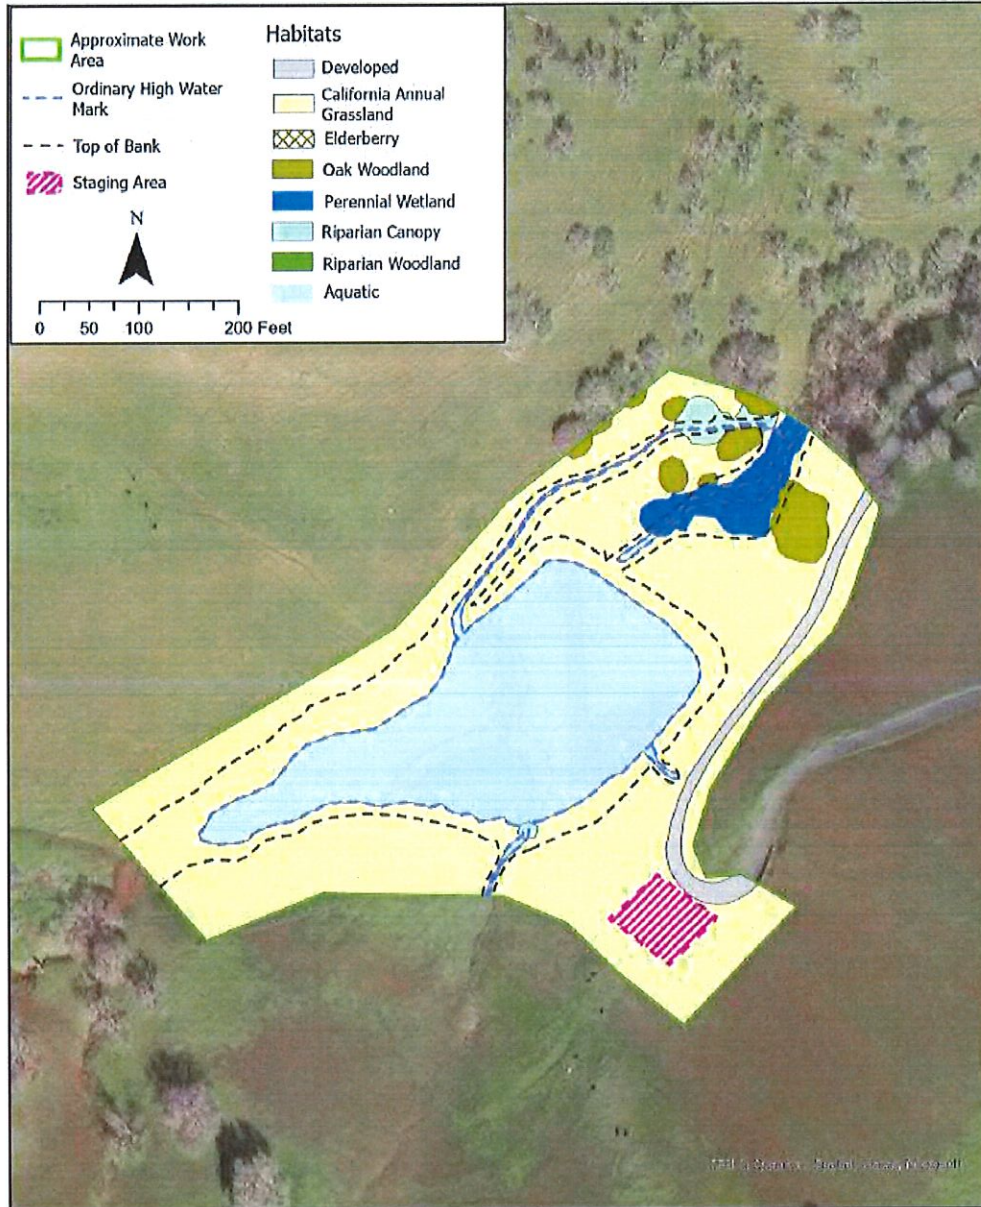 Approximate Work
Area
Ordinary High Water
Mark
Top of Bank
Staging Area
N
0 50 100 200 Feet
Habitats
Developed
California Annual
Grassland
Elderberry
Oak Woodland
Perennial Wetland
Riparian Canopy
Riparian Woodland
Aquatic